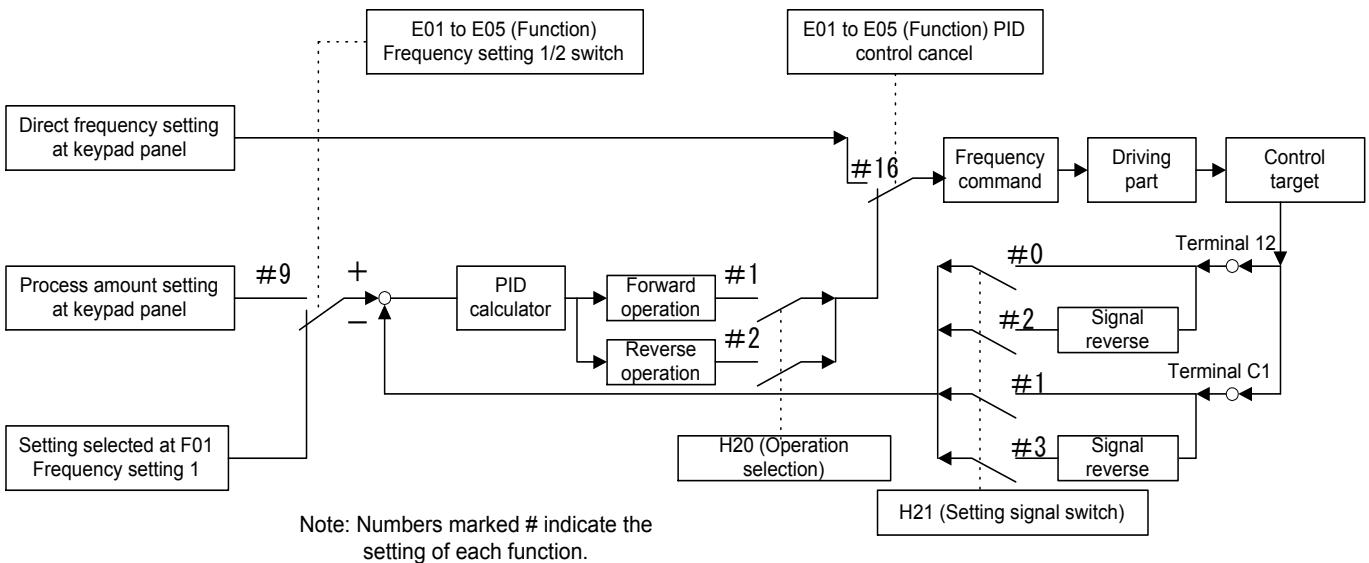 E01 to E05 (Function)
Frequency setting 1/2 switch
E01 to E05 (Function) PID
control cancel
Direct frequency setting
at keypad panel
#16
Frequency
command
Driving
part
Control
target
Process amount setting
at keypad panel
#9
+
−
PID
calculator
Forward
operation
#1
Reverse
operation
#2
Terminal 12
#0
#2
Signal
reverse
Terminal C1
#1
#3
Signal
reverse
Setting selected at F01
Frequency setting 1
H20 (Operation
selection)
H21 (Setting signal switch)
Note: Numbers marked # indicate the
setting of each function.